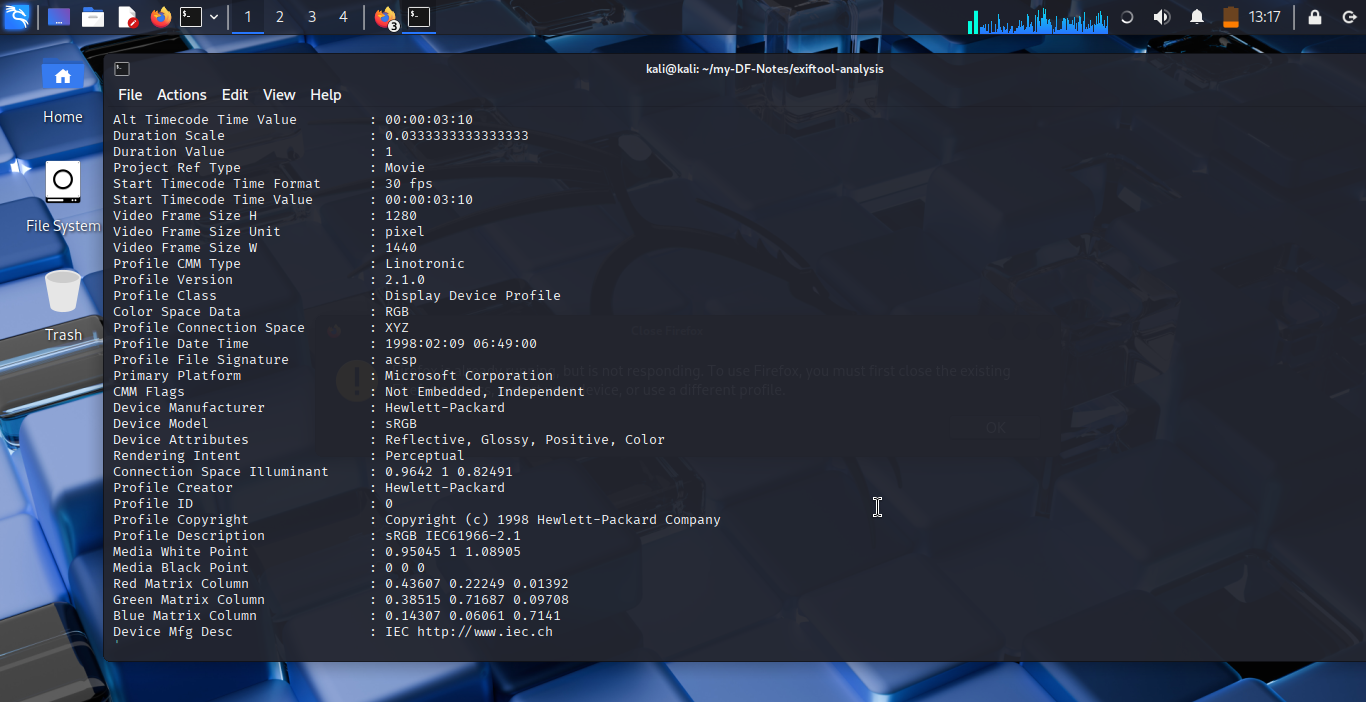 1 2 3 4 3 13:17
kali@kali: ~/my-DF-Notes/exiftool-analysis
File Actions Edit View Help
Home
File System
Trash
Alt Timecode Time Value : 00:00:03:10
Duration Scale : 0.0333333333333333
Duration Value : 1
Project Ref Type : Movie
Start Timecode Time Format : 30 fps
Start Timecode Time Value : 00:00:03:10
Video Frame Size H : 1280
Video Frame Size Unit : pixel
Video Frame Size W : 1440
Profile CMM Type : Linotronic
Profile Version : 2.1.0
Profile Class : Display Device Profile
Color Space Data : RGB
Profile Connection Space : XYZ
Profile Date Time : 1998:02:09 06:49:00
Profile File Signature : acsp
Primary Platform : Microsoft Corporation
CMM Flags : Not Embedded, Independent
Device Manufacturer : Hewlett-Packard
Device Model : sRGB
Device Attributes : Reflective, Glossy, Positive, Color
Rendering Intent : Perceptual
Connection Space Illuminant : 0.9642 1 0.82491
Profile Creator : Hewlett-Packard
Profile ID : 0
Profile Copyright : Copyright (c) 1998 Hewlett-Packard Company
Profile Description : sRGB IEC61966-2.1
Media White Point : 0.95045 1 1.08905
Media Black Point : 0 0 0
Red Matrix Column : 0.43607 0.22249 0.01392
Green Matrix Column : 0.38515 0.71687 0.09708
Blue Matrix Column : 0.14307 0.06061 0.7141
Device Mfg Desc : IEC http://www.iec.ch
:
Close Firefox
, but is not responding. To use Firefox, you must first close the existing
device, or use a different profile.
OK